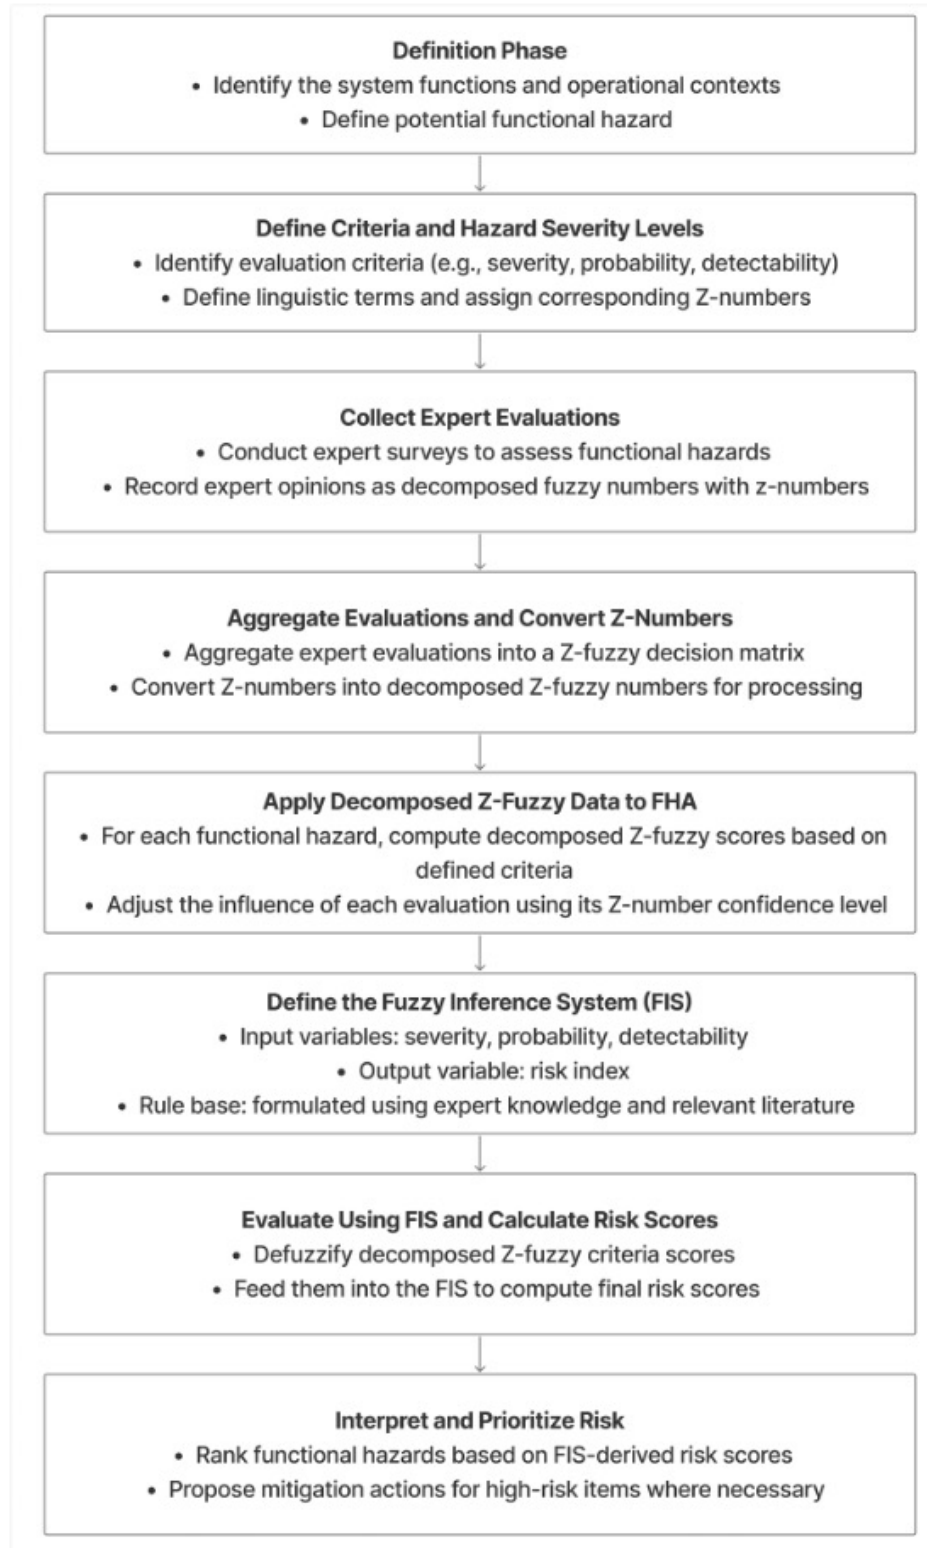 Definition Phase
• Identify the system functions and operational contexts
• Define potential functional hazard
Define Criteria and Hazard Severity Levels
• Identify evaluation criteria (e.g., severity, probability, detectability)
• Define linguistic terms and assign corresponding Z-numbers
Collect Expert Evaluations
• Conduct expert surveys to assess functional hazards
• Record expert opinions as decomposed fuzzy numbers with z-numbers
Aggregate Evaluations and Convert Z-Numbers
• Aggregate expert evaluations into a Z-fuzzy decision matrix
• Convert Z-numbers into decomposed Z-fuzzy numbers for processing
Apply Decomposed Z-Fuzzy Data to FHA
• For each functional hazard, compute decomposed Z-fuzzy scores based on
defined criteria
• Adjust the influence of each evaluation using its Z-number confidence level
Define the Fuzzy Inference System (FIS)
• Input variables: severity, probability, detectability
• Output variable: risk index
• Rule base: formulated using expert knowledge and relevant literature
Evaluate Using FIS and Calculate Risk Scores
• Defuzzify decomposed Z-fuzzy criteria scores
• Feed them into the FIS to compute final risk scores
Interpret and Prioritize Risk
• Rank functional hazards based on FIS-derived risk scores
• Propose mitigation actions for high-risk items where necessary